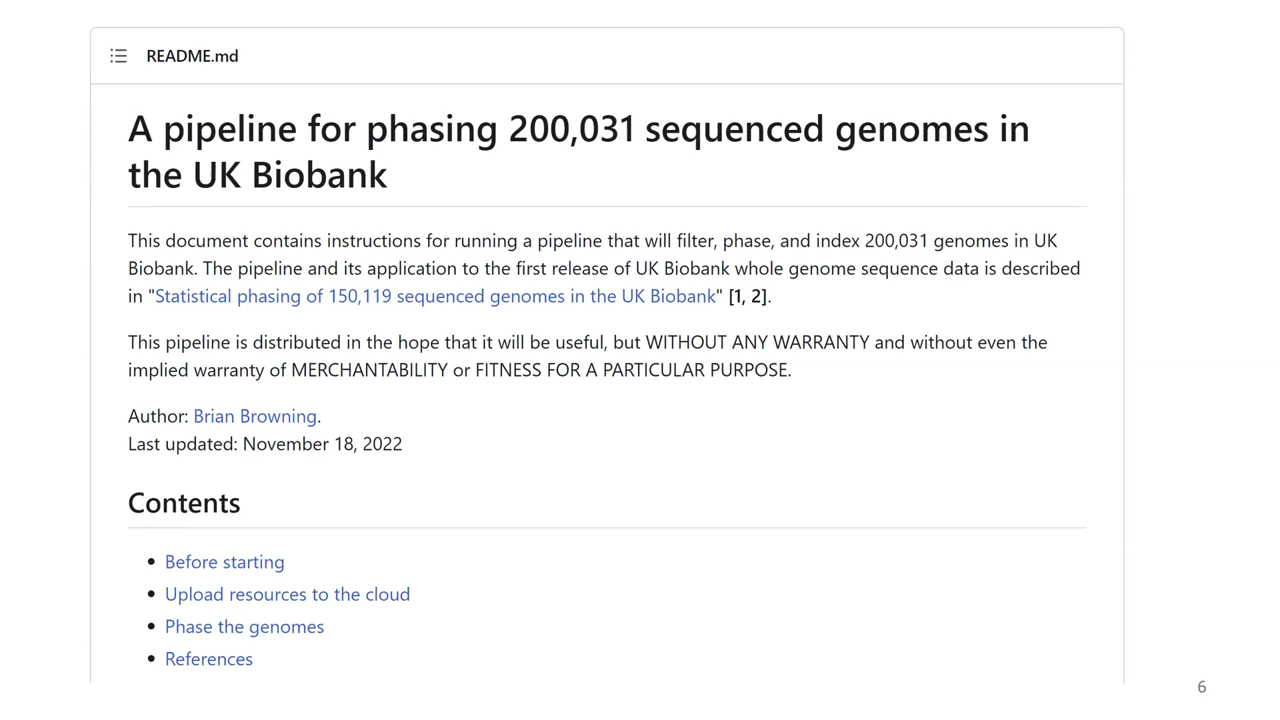 README.md
A pipeline for phasing 200,031 sequenced genomes in
the UK Biobank
This document contains instructions for running a pipeline that will filter, phase, and index 200,031 genomes in UK
Biobank. The pipeline and its application to the first release of UK Biobank whole genome sequence data is described
in "Statistical phasing of 150,119 sequenced genomes in the UK Biobank" [1, 2].
This pipeline is distributed in the hope that it will be useful, but WITHOUT ANY WARRANTY and without even the
implied warranty of MERCHANTABILITY or FITNESS FOR A PARTICULAR PURPOSE.
Author: Brian Browning.
Last updated: November 18, 2022
Contents
• Before starting
• Upload resources to the cloud
• Phase the genomes
• References
6